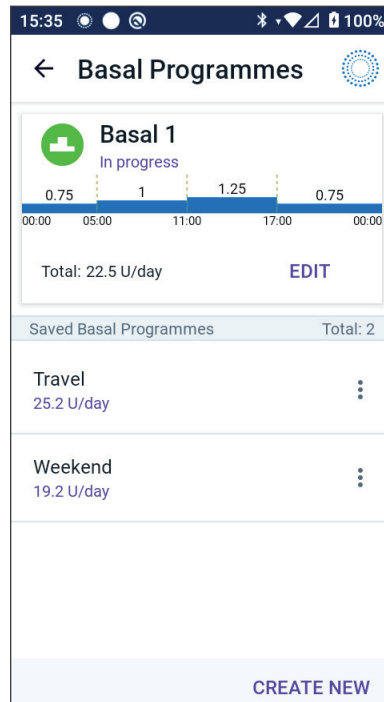 15:35 100%
Basal Programmes
Basal 1
In progress
0.75 1 1.25 0.75
00:00 05:00 11:00 17:00 00:00
Total: 22.5 U/day EDIT
Saved Basal Programmes Total: 2
Travel
25.2 U/day
Weekend
19.2 U/day
CREATE NEW